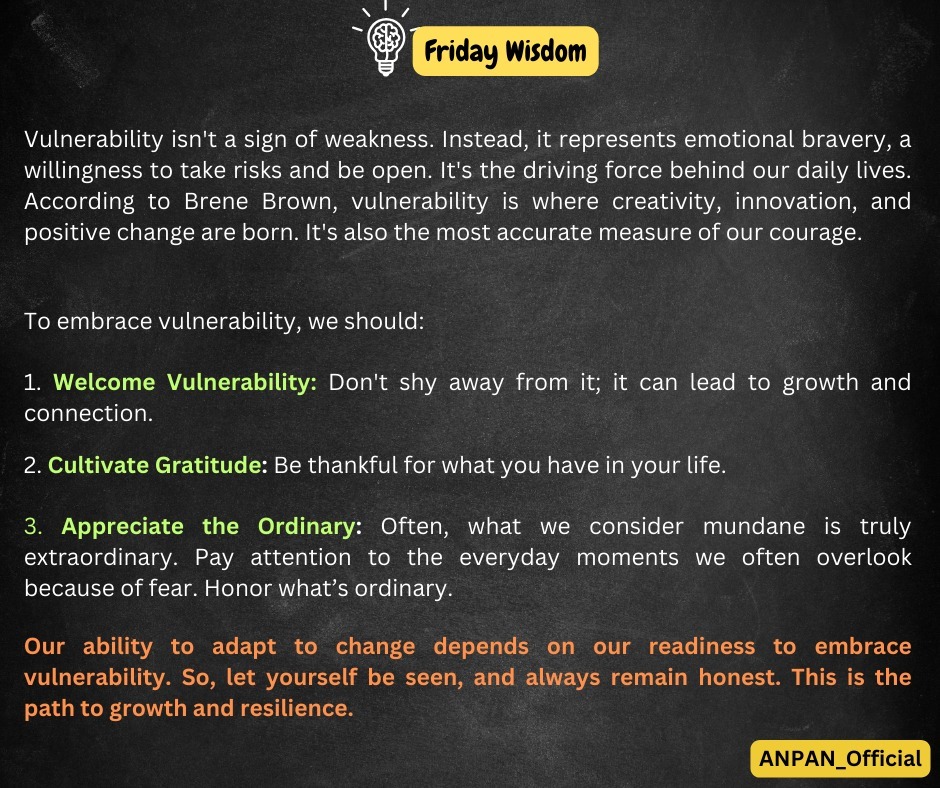 Friday Wisdom
Vulnerability isn't a sign of weakness. Instead, it represents emotional bravery, a
willingness to take risks and be open. It's the driving force behind our daily lives.
According to Brene Brown, vulnerability is where creativity, innovation, and
positive change are born. It's also the most accurate measure of our courage.
To embrace vulnerability, we should:
1. Welcome Vulnerability: Don't shy away from it; it can lead to growth and
connection.
2. Cultivate Gratitude: Be thankful for what you have in your life.
3. Appreciate the Ordinary: Often, what we consider mundane is truly
extraordinary. Pay attention to the everyday moments we often overlook
because of fear. Honor what’s ordinary.
Our ability to adapt to change depends on our readiness to embrace
vulnerability. So, let yourself be seen, and always remain honest. This is the
path to growth and resilience.
ANPAN_Official